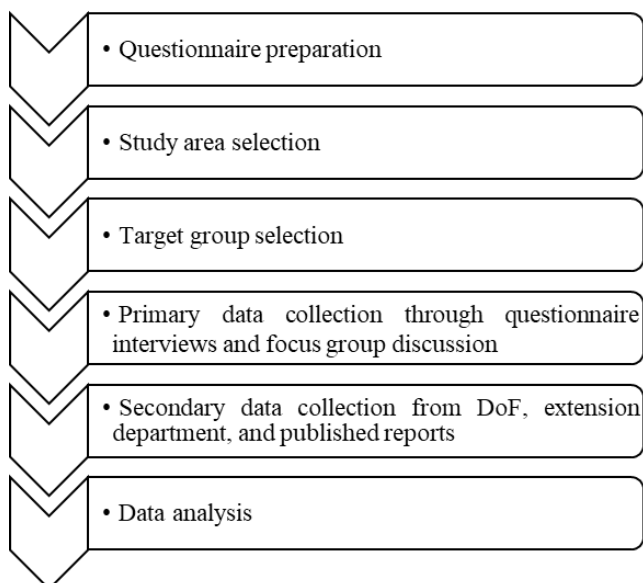 • Questionnaire preparation
• Study area selection
• Target group selection
• Primary data collection through questionnaire
interviews and focus group discussion
• Secondary data collection from DoF, extension
department, and published reports
• Data analysis